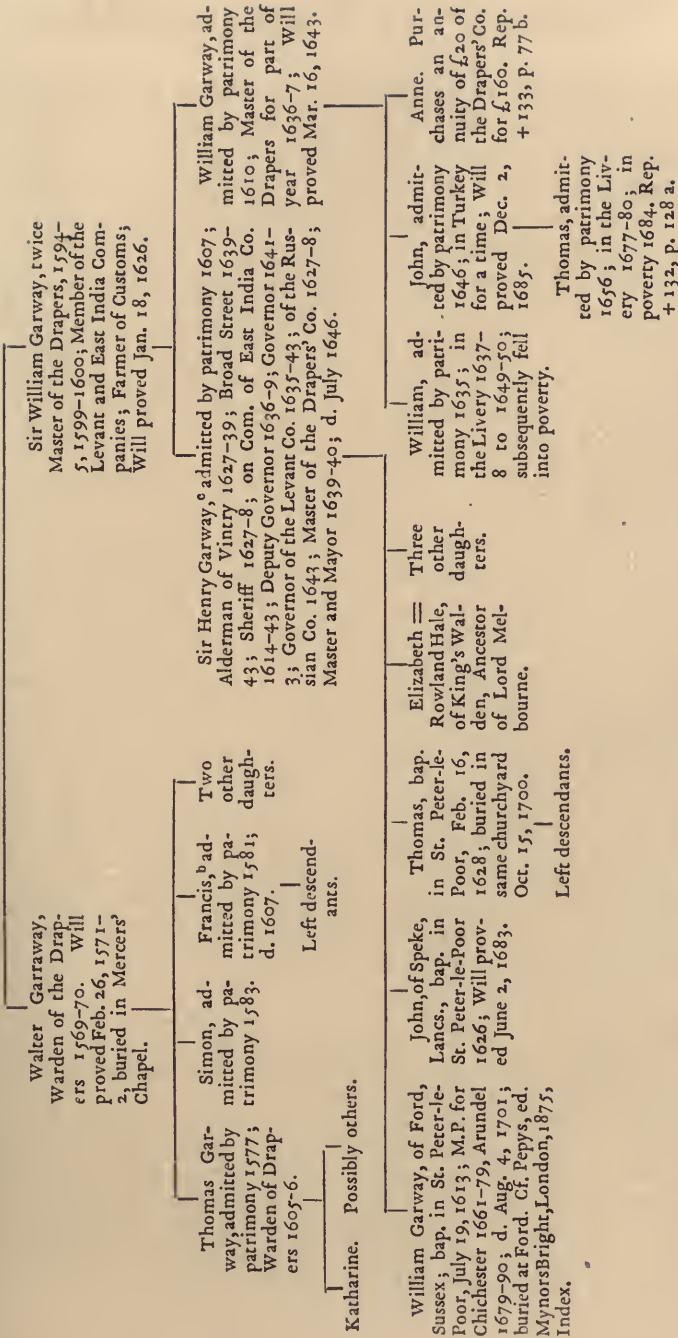 Walter Garraway,
Warden of the Drap-
ers 1569-70. Will
proved Feb. 26, 1571-
2, buried in Mercers'
Chapel.
Sir William Garway, twice
Master of the Drapers, 1594-
5, 1599-1600; Member of the
Levant and East India Com-
panies; Farmer of Customs;
Will proved Jan. 18, 1626.
Thomas Gar-
way, admitted by
patrimony 1577;
Warden of Drap-
ers 1605-6.
Simon, ad-
mitted by pa-
trimony 1583.
Francis,b ad-
mitted by pa-
trimony 1581;
d. 1607.
Left descend-
ants.
Two
other
daugh-
ters.
Sir Henry Garway,c admitted by patrimony 1607;
Alderman of Vintry 1627-39; Broad Street 1639-
43; Sheriff 1627-8; on Com. of East India Co.
1614-43; Deputy Governor 1636-9; Governor 1641-
3; Governor of the Levant Co. 1635-43; of the Rus-
sian Co. 1643; Master of the Drapers' Co. 1627-8;
Master and Mayor 1639-40; d. July 1646.
William Garway, ad-
mitted by patrimony
1610; Master of the
Drapers for part of
year 1636-7; Will
proved Mar. 16, 1643.
Katharine. Possibly others.
William Garway, of Ford,
Sussex; bap. in St. Peter-le-
Poor, July 19, 1613; M.P. for
Chichester 1661-79, Arundel
1679-90; d. Aug. 4, 1701;
buried at Ford. Cf. Pepys, ed.
Mynors Bright, London, 1875,
Index.
John, of Speke,
Lancs., bap. in
St. Peter-le-Poor
1626; Will prov-
ed June 2, 1683.
Thomas, bap.
in St. Peter-le-
Poor, Feb. 16,
1628; buried in
same churchyard
Oct. 15, 1700.
Left descendants.
Elizabeth =
Rowland Hale,
of King's Wal-
den, Ancestor
of Lord Mel-
bourne.
Three
other
daugh-
ters.
William, ad-
mitted by patri-
mony 1635; in
the Livery 1637-
8 to 1649-50;
subsequently fell
into poverty.
John, admit-
ted by patrimony
1646; in Turkey
for a time; Will
proved Dec. 2,
1685.
Thomas, admit-
ted by patrimony
1656; in the Liv-
ery 1677-80; in
poverty 1684. Rep.
+ 132, p. 128 a.
Anne. Pur-
chases an an-
nuity of £20 of
the Drapers' Co.
for £160. Rep.
+ 133, p. 77 b.